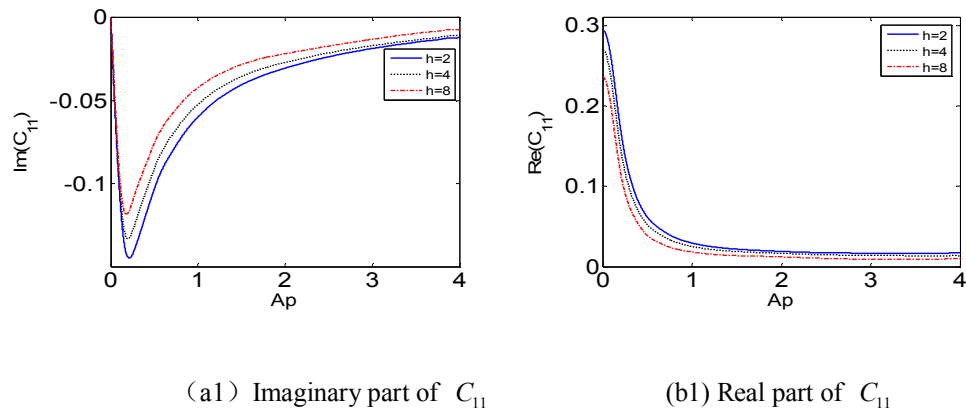 0
-0.05
-0.1
0
1
2
3
4
Ap
Im(C11)
h=2
h=4
h=8
0.3
0.2
0.1
0
0
1
2
3
4
Ap
Re(C11)
h=2
h=4
h=8
（a1）Imaginary part of C11
(b1) Real part of C11